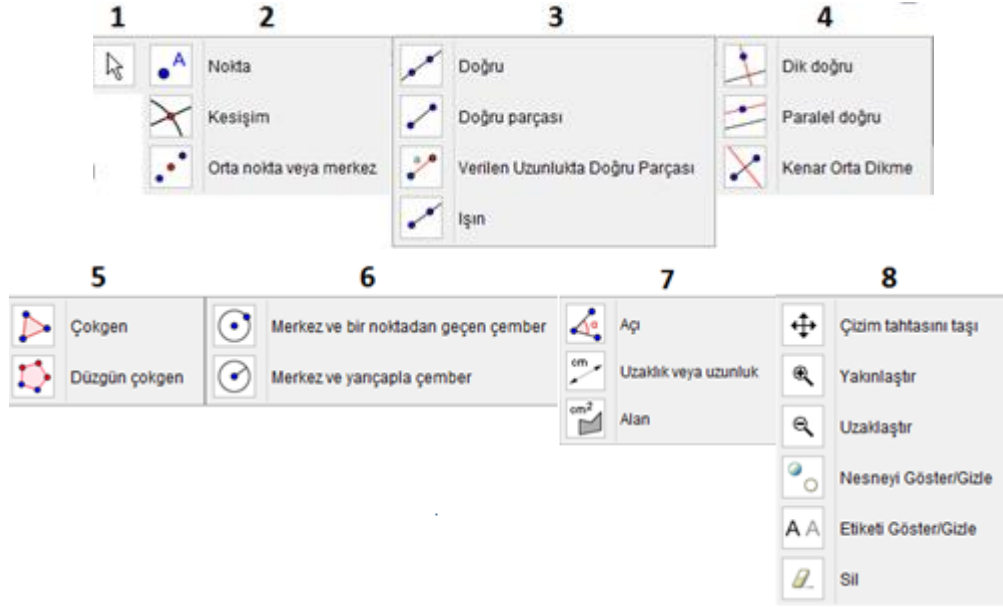 1
2
3
4
A
Nokta
Kesişim
Orta nokta veya merkez
Doğru
Doğru parçası
Verilen Uzunlukta Doğru Parçası
Işın
Dik doğru
Paralel doğru
Kenar Orta Dikme
5
6
7
8
Çokgen
Düzgün çokgen
Merkez ve bir noktadan geçen çember
Merkez ve yarıçapla çember
α
Açı
cm
Uzaklık veya uzunluk
cm²
Alan
Çizim tahtasını taşı
Yakınlaştır
Uzaklaştır
Nesneyi Göster/Gizle
A A
Etiketi Göster/Gizle
Sil